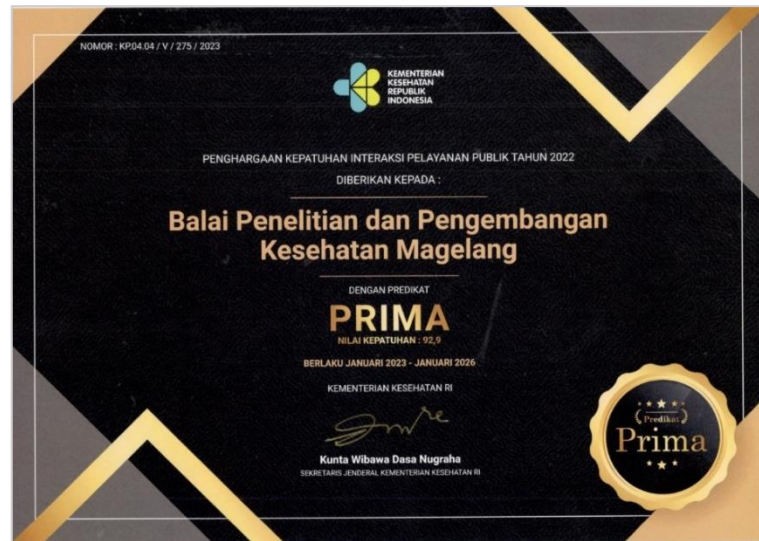 NOMOR : KP.04.04 / V / 275 / 2023
KEMENTERIAN
KESEHATAN
REPUBLIK
INDONESIA
PENGHARGAAN KEPATUHAN INTERAKSI PELAYANAN PUBLIK TAHUN 2022
DIBERIKAN KEPADA :
Balai Penelitian dan Pengembangan
Kesehatan Magelang
DENGAN PREDIKAT
PRIMA
NILAI KEPATUHAN : 92,9
BERLAKU JANUARI 2023 - JANUARI 2026
KEMENTERIAN KESEHATAN RI
Kunta Wibawa Dasa Nugraha
SEKRETARIS JENDERAL KEMENTERIAN KESEHATAN RI
Predikat
Prima